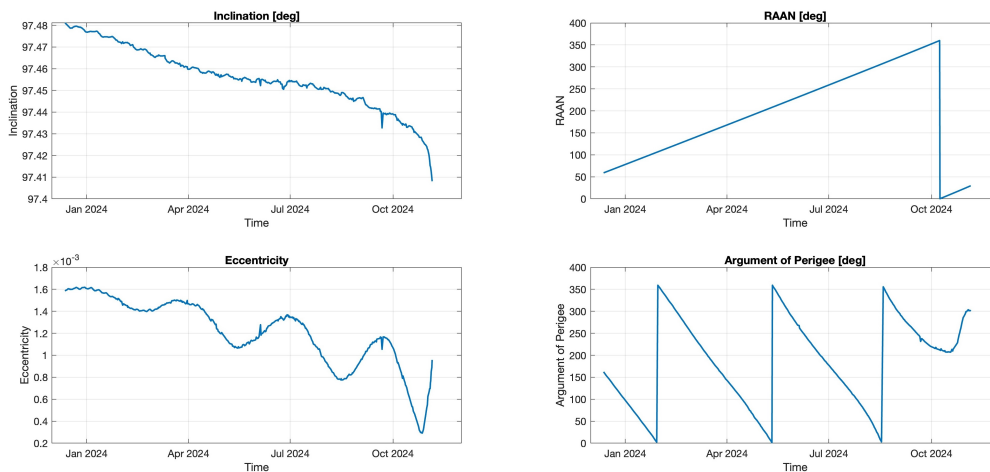 Inclination [deg]
97.48
97.47
97.46
97.45
97.44
97.43
97.42
97.41
97.4
Inclination
Jan 2024 Apr 2024 Jul 2024 Oct 2024
Time
RAAN [deg]
400
350
300
250
200
150
100
50
0
RAAN
Jan 2024 Apr 2024 Jul 2024 Oct 2024
Time
Eccentricity
×10-3
1.8
1.6
1.4
1.2
1
0.8
0.6
0.4
0.2
Eccentricity
Jan 2024 Apr 2024 Jul 2024 Oct 2024
Time
Argument of Perigee [deg]
400
350
300
250
200
150
100
50
0
Argument of Perigee
Jan 2024 Apr 2024 Jul 2024 Oct 2024
Time